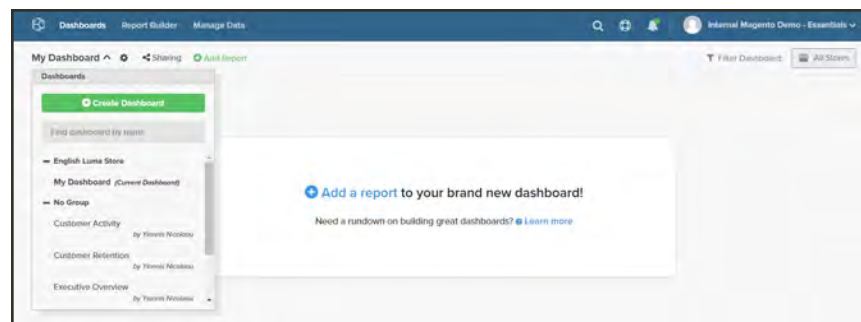 Dashboards Report Builder Manage Data Internal Magento Demo - Essentials
My Dashboard Sharing Add Report Filter Dashboard All Stores
Dashboards
Create Dashboard
Find dashboard by name
English Luma Store
My Dashboard (Current Dashboard)
No Group
Customer Activity
by Yiannis Nicolaou
Customer Retention
by Yiannis Nicolaou
Executive Overview
by Yiannis Nicolaou
Add a report to your brand new dashboard!
Need a rundown on building great dashboards? Learn more